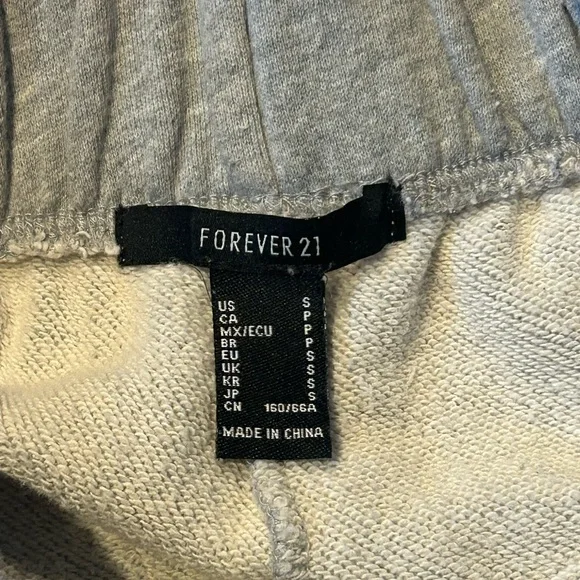 FOREVER 21
US S
CA P
MX/ECU P
BR P
EU S
UK S
KR S
JP S
CN 160/66A
MADE IN CHINA